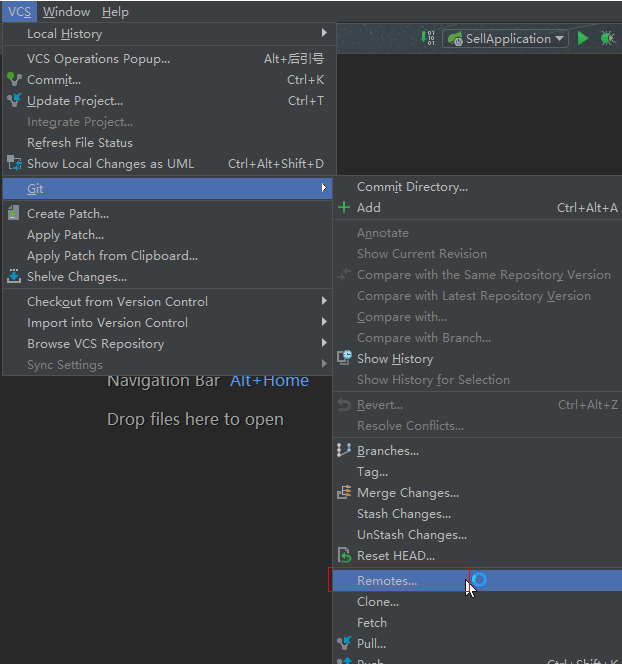 VCS Window Help
SellApplication
Local History
VCS Operations Popup... Alt+后引号
Commit... Ctrl+K
Update Project... Ctrl+T
Integrate Project...
Refresh File Status
Show Local Changes as UML Ctrl+Alt+Shift+D
Git
Create Patch...
Apply Patch...
Apply Patch from Clipboard...
Shelve Changes...
Checkout from Version Control
Import into Version Control
Browse VCS Repository
Sync Settings
Navigation Bar Alt+Home
Drop files here to open
Commit Directory...
Add Ctrl+Alt+A
Annotate
Show Current Revision
Compare with the Same Repository Version
Compare with Latest Repository Version
Compare with...
Compare with Branch...
Show History
Show History for Selection
Revert... Ctrl+Alt+Z
Resolve Conflicts...
Branches...
Tag...
Merge Changes...
Stash Changes...
UnStash Changes...
Reset HEAD...
Remotes...
Clone...
Fetch
Pull...
Push... Ctrl+Shift+K